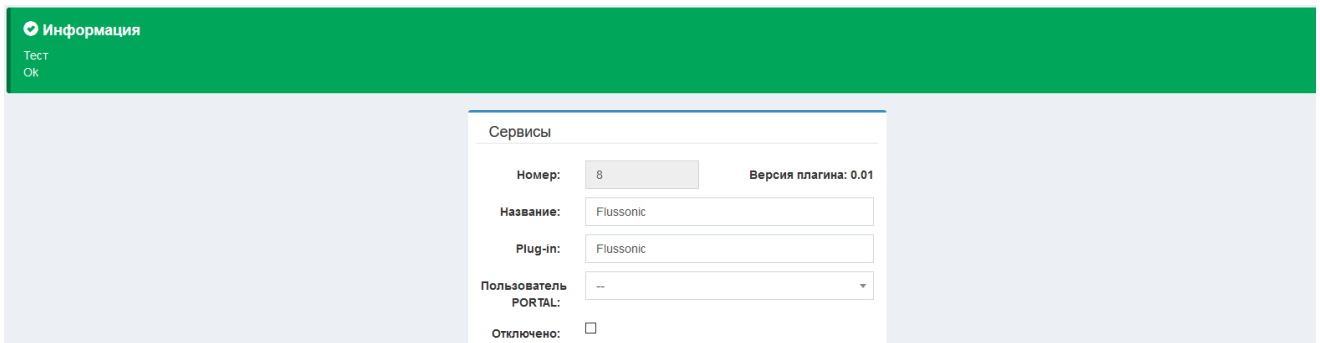 Информация
Тест
Ok
Сервисы
Номер: 8 Версия плагина: 0.01
Название: Flussonic
Plug-in: Flussonic
Пользователь PORTAL: --
Отключено: